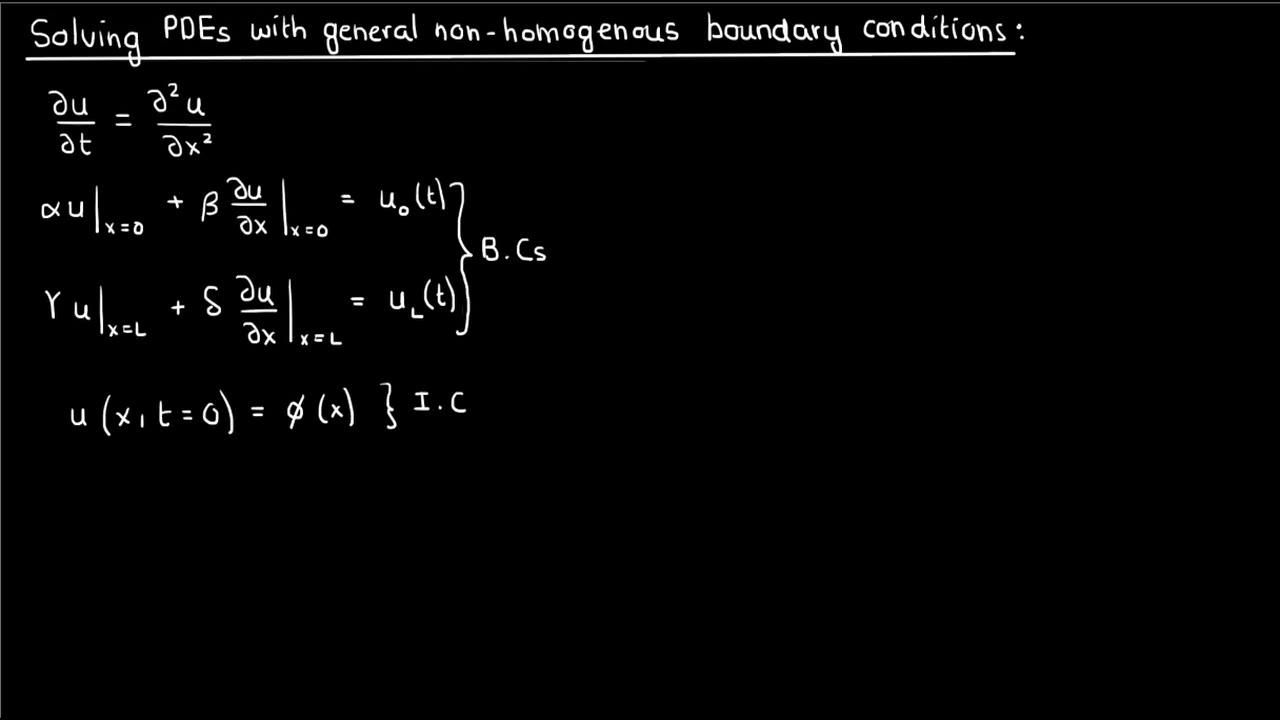 Solving PDEs with general non-homogenous boundary conditions:
∂u/∂t = ∂²u/∂x²
αu|ₓ₌₀ + β ∂u/∂x|ₓ₌₀ = u₀(t)
γu|_{x=L} + δ ∂u/∂x|_{x=L} = u_L(t)
} B.Cs
u(x, t=0) = φ(x) } I.C